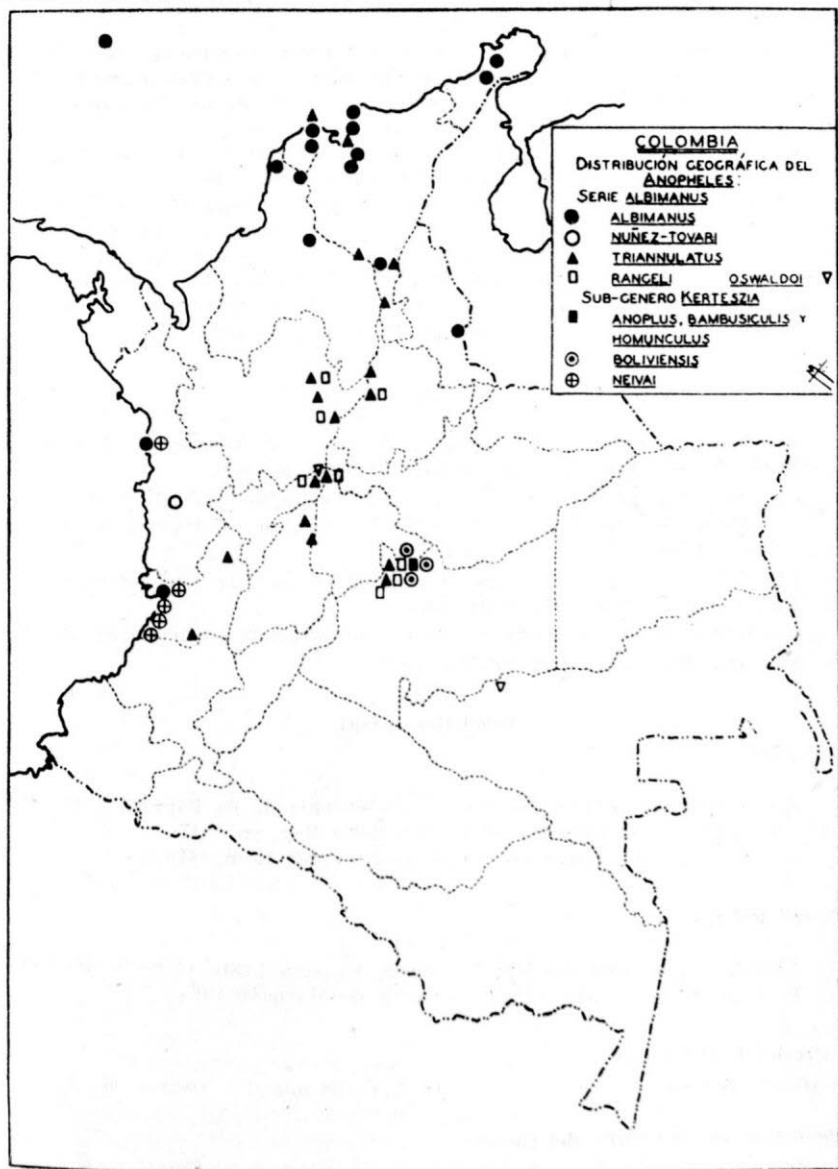 COLOMBIA
DISTRIBUCIÓN GEOGRÁFICA DEL
ANOPHELES:
SERIE ALBIMANUS
ALBIMANUS
NUÑEZ-TOVARI
TRIANNULATUS
RANGELI OSWALDOI
SUB-GENERO KERTESZIA
ANOPLUS, BAMBUSICULIS Y
HOMUNCULUS
BOLIVIENSIS
NEIVAI